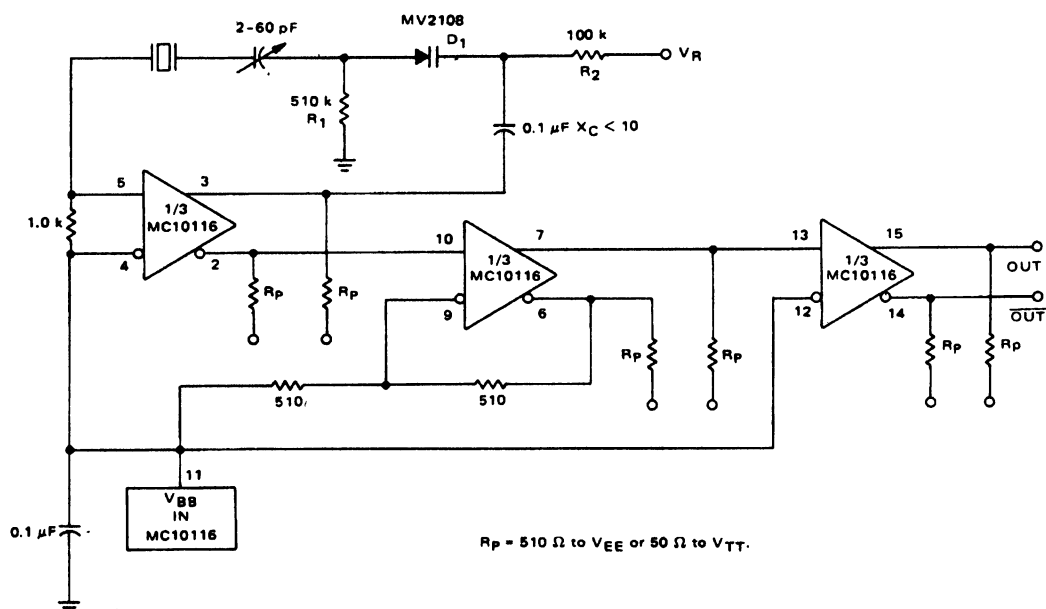 MV2108
2-60 pF
D1
100 k
VR
R2
510 k
R1
0.1 μF XC < 10
5
3
1/3
MC10116
1.0 k
4
2
10
7
1/3
MC10116
13
15
1/3
MC10116
OUT
9
6
12
14
OUT
RP
RP
RP
RP
RP
RP
510
510
11
VBB
IN
MC10116
0.1 μF
RP = 510 Ω to VEE or 50 Ω to VTT.